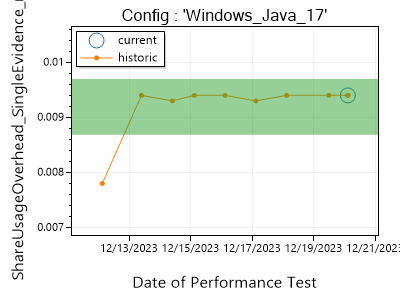 Config : 'Windows_Java_17'
current
historic
0.01
0.009
0.008
0.007
ShareUsageOverhead_SingleEvidence_
12/13/2023
12/15/2023
12/17/2023
12/19/2023
12/21/2023
Date of Performance Test